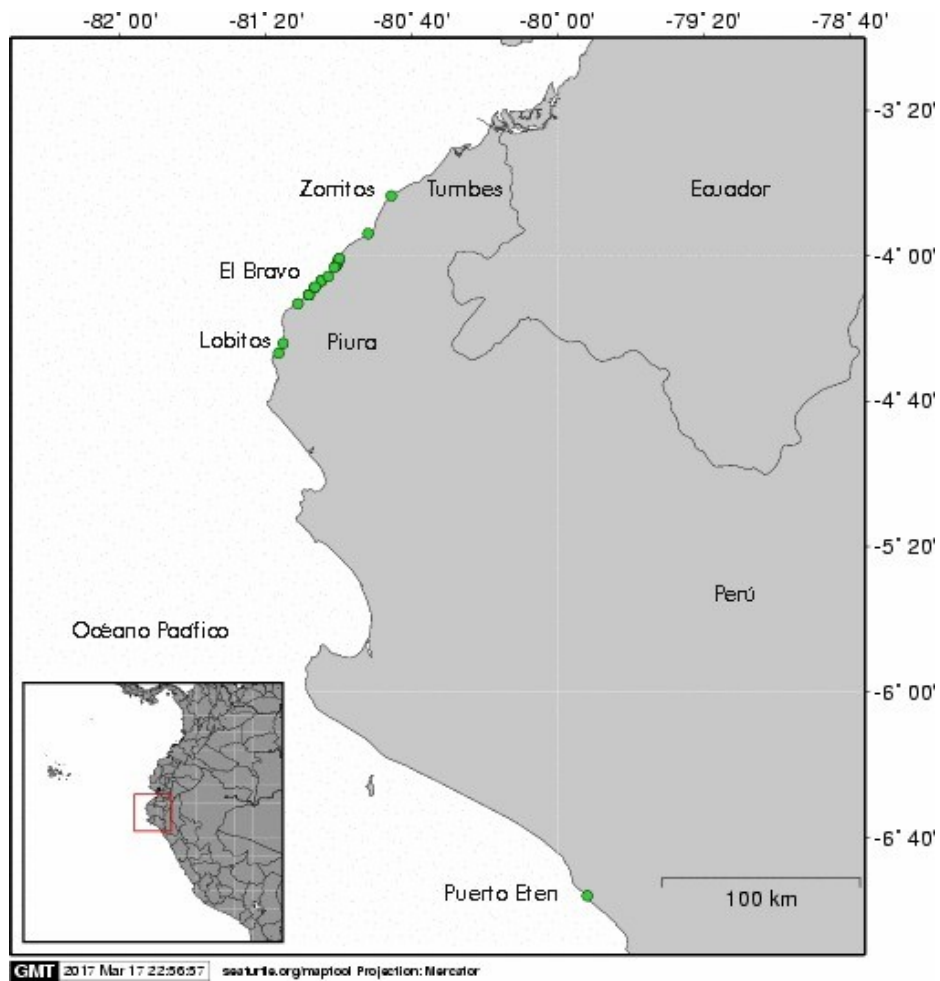 -82° 00' -81° 20' -80° 40' -80° 00' -79° 20' -78° 40'
-3° 20'
Zorritos Tumbes Ecuador
-4° 00'
El Bravo
Lobitos Piura
-4° 40'
-5° 20'
Perú
Océano Pacífico
-6° 00'
-6° 40'
Puerto Eten
100 km
GMT 2017 Mar 17 22:56:57 seaturtle.org/maptool Projection: Mercator